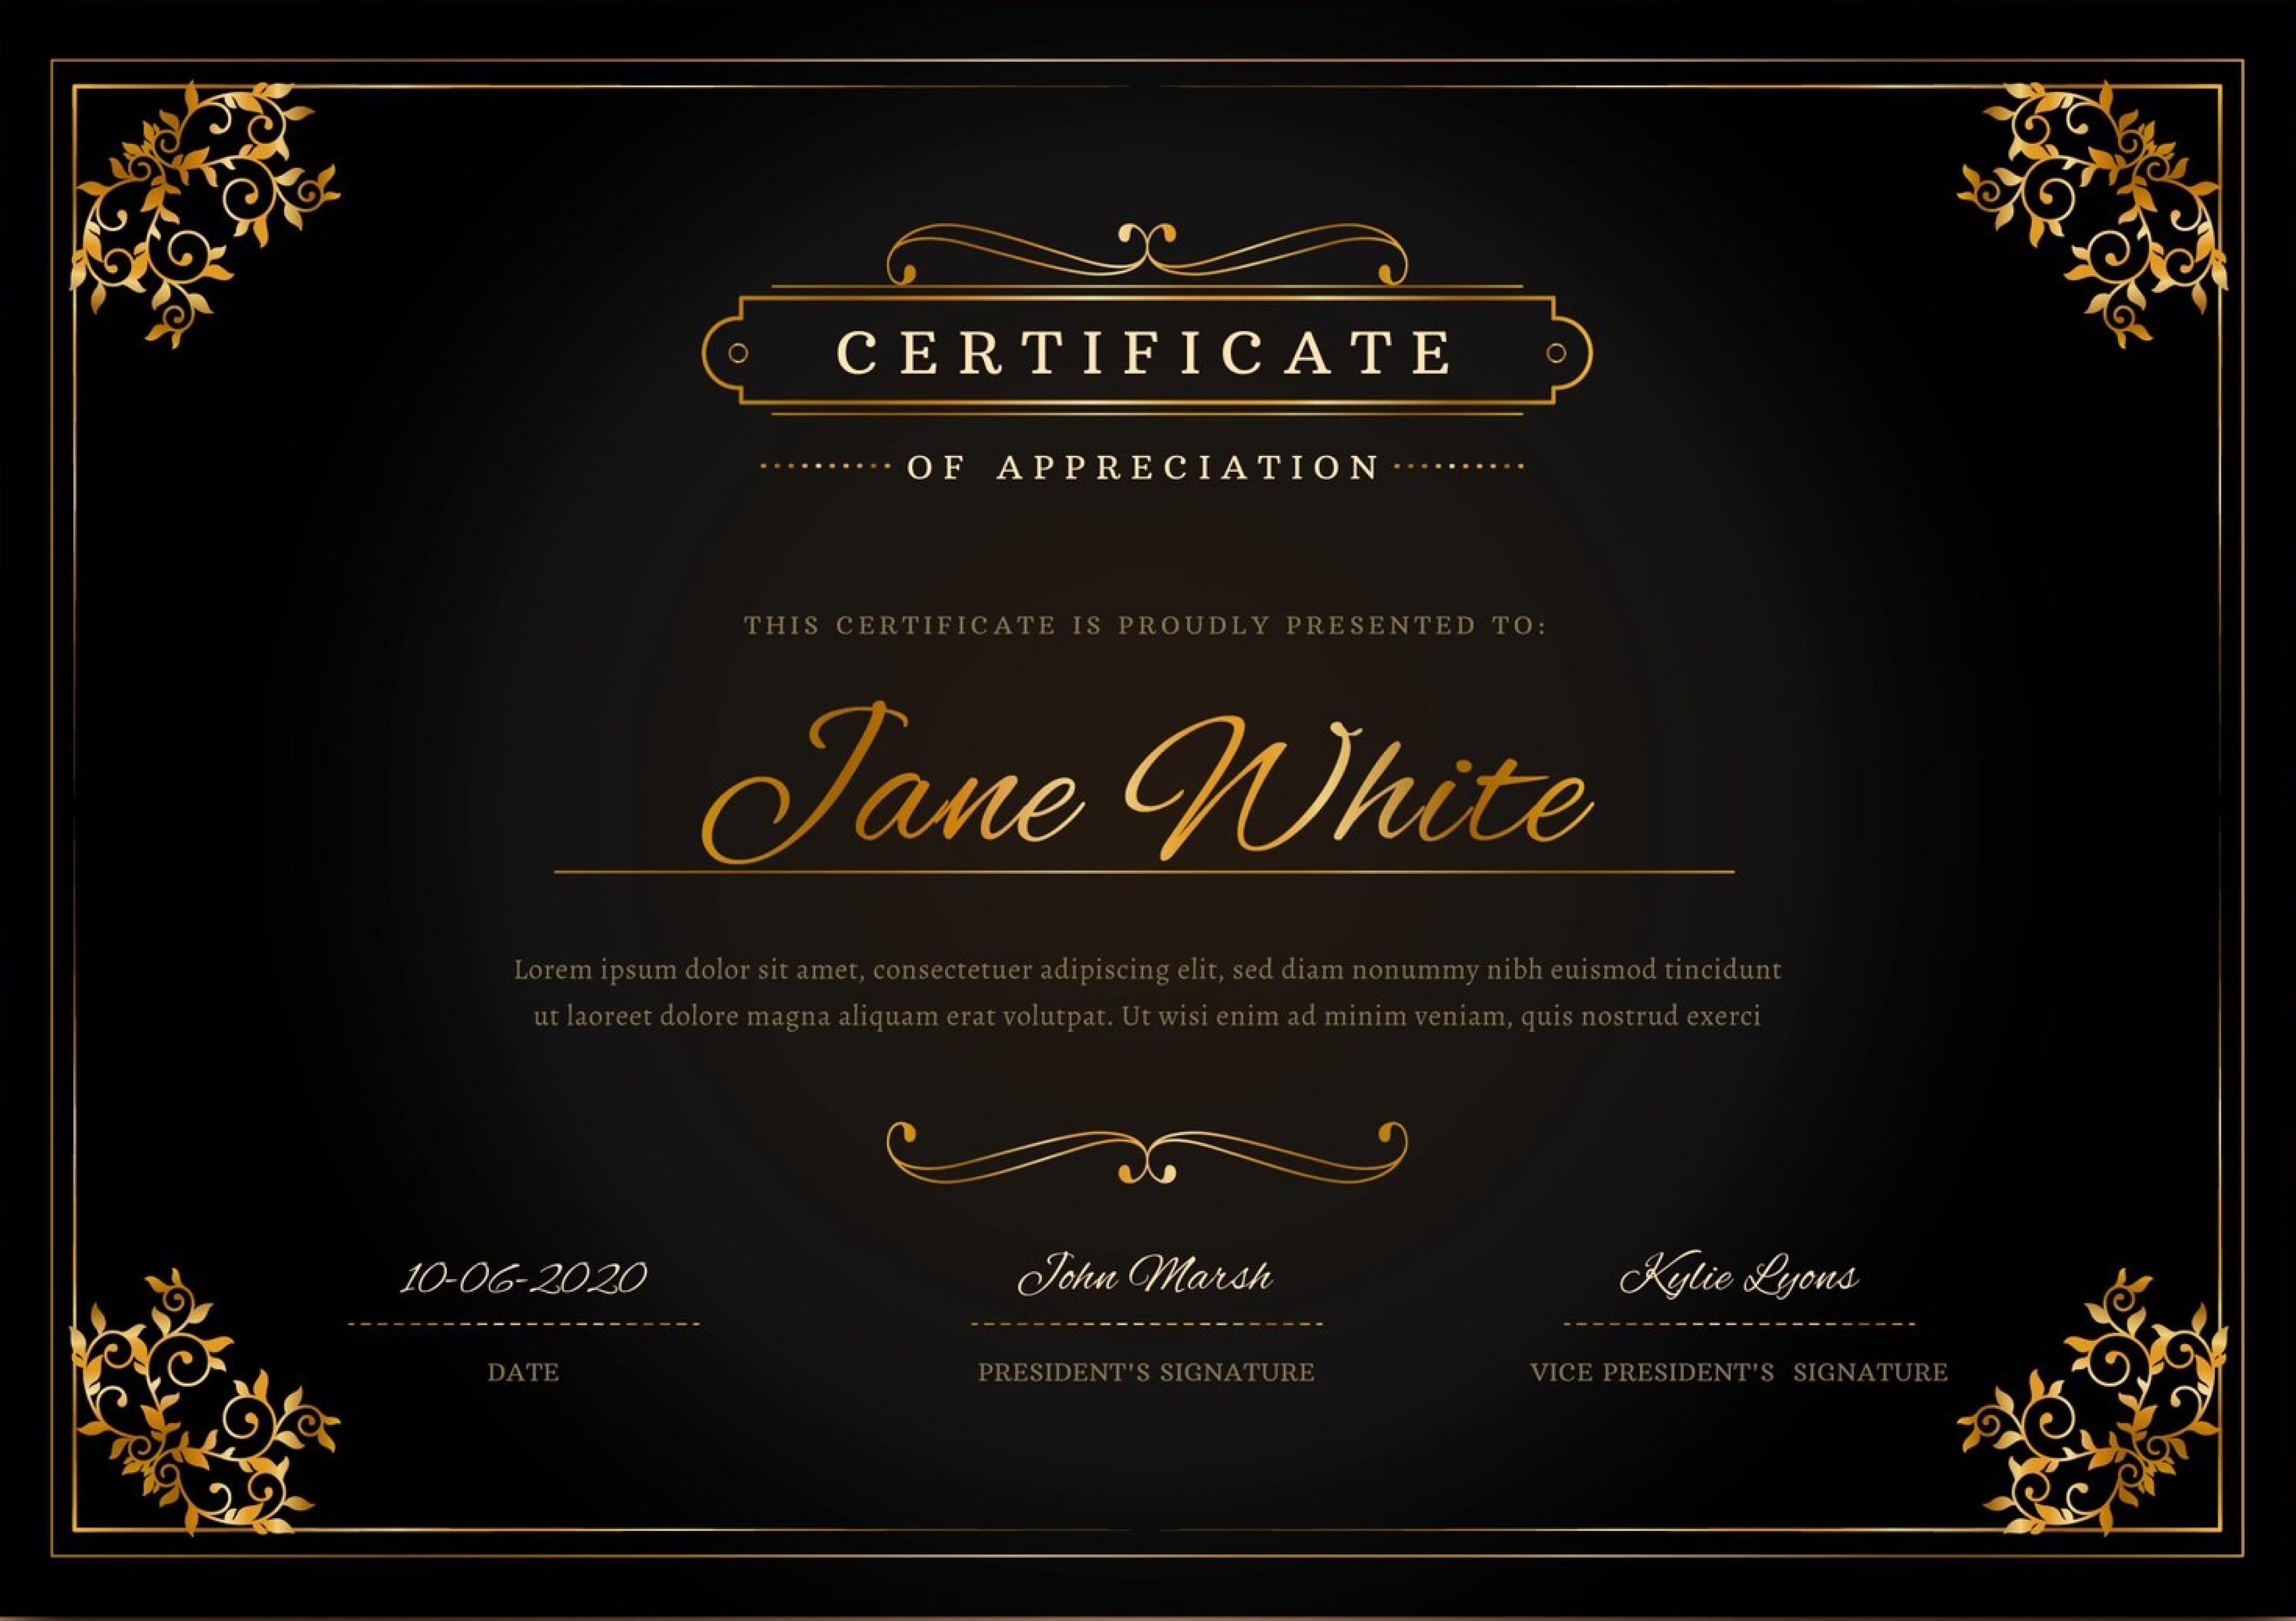 CERTIFICATE
OF APPRECIATION
THIS CERTIFICATE IS PROUDLY PRESENTED TO:
Jane White
Lorem ipsum dolor sit amet, consectetuer adipiscing elit, sed diam nonummy nibh euismod tincidunt
ut laoreet dolore magna aliquam erat volutpat. Ut wisi enim ad minim veniam, quis nostrud exerci
10-06-2020
DATE
John Marsh
PRESIDENT'S SIGNATURE
Kylie Lyons
VICE PRESIDENT'S SIGNATURE